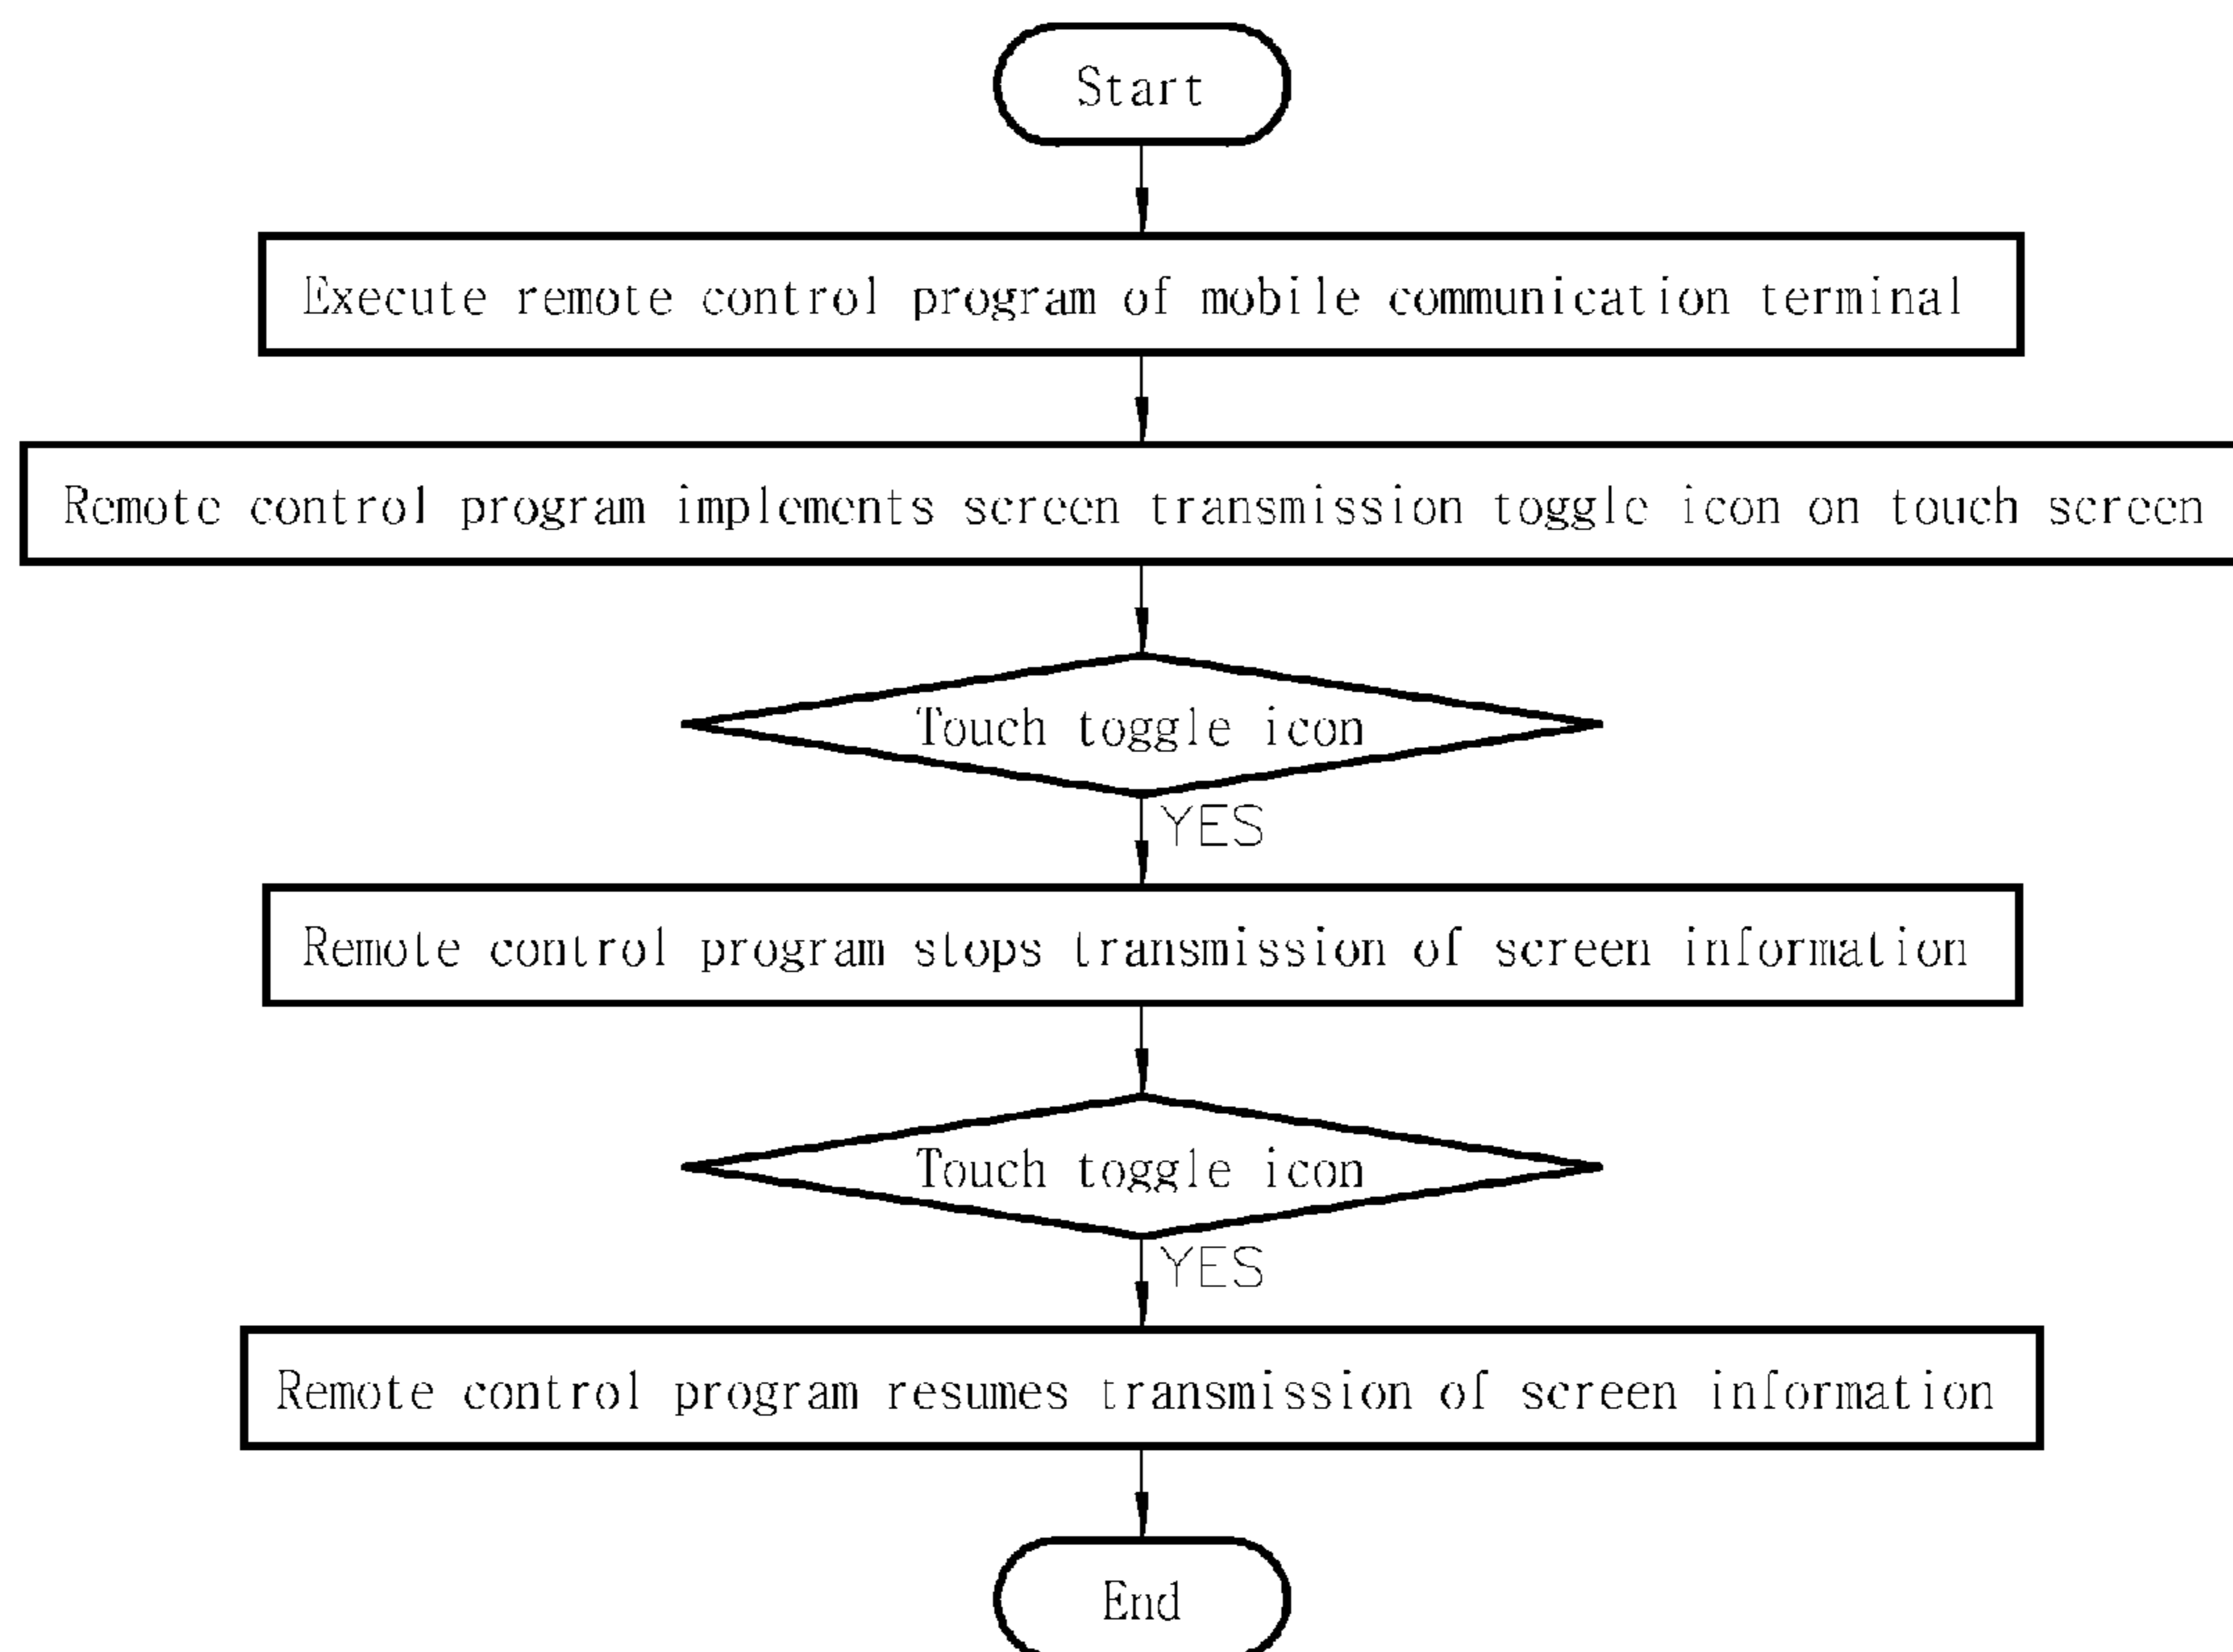 Start
Execute remote control program of mobile communication terminal
Remote control program implements screen transmission toggle icon on touch screen
Touch toggle icon
YES
Remote control program stops transmission of screen information
Touch toggle icon
YES
Remote control program resumes transmission of screen information
End